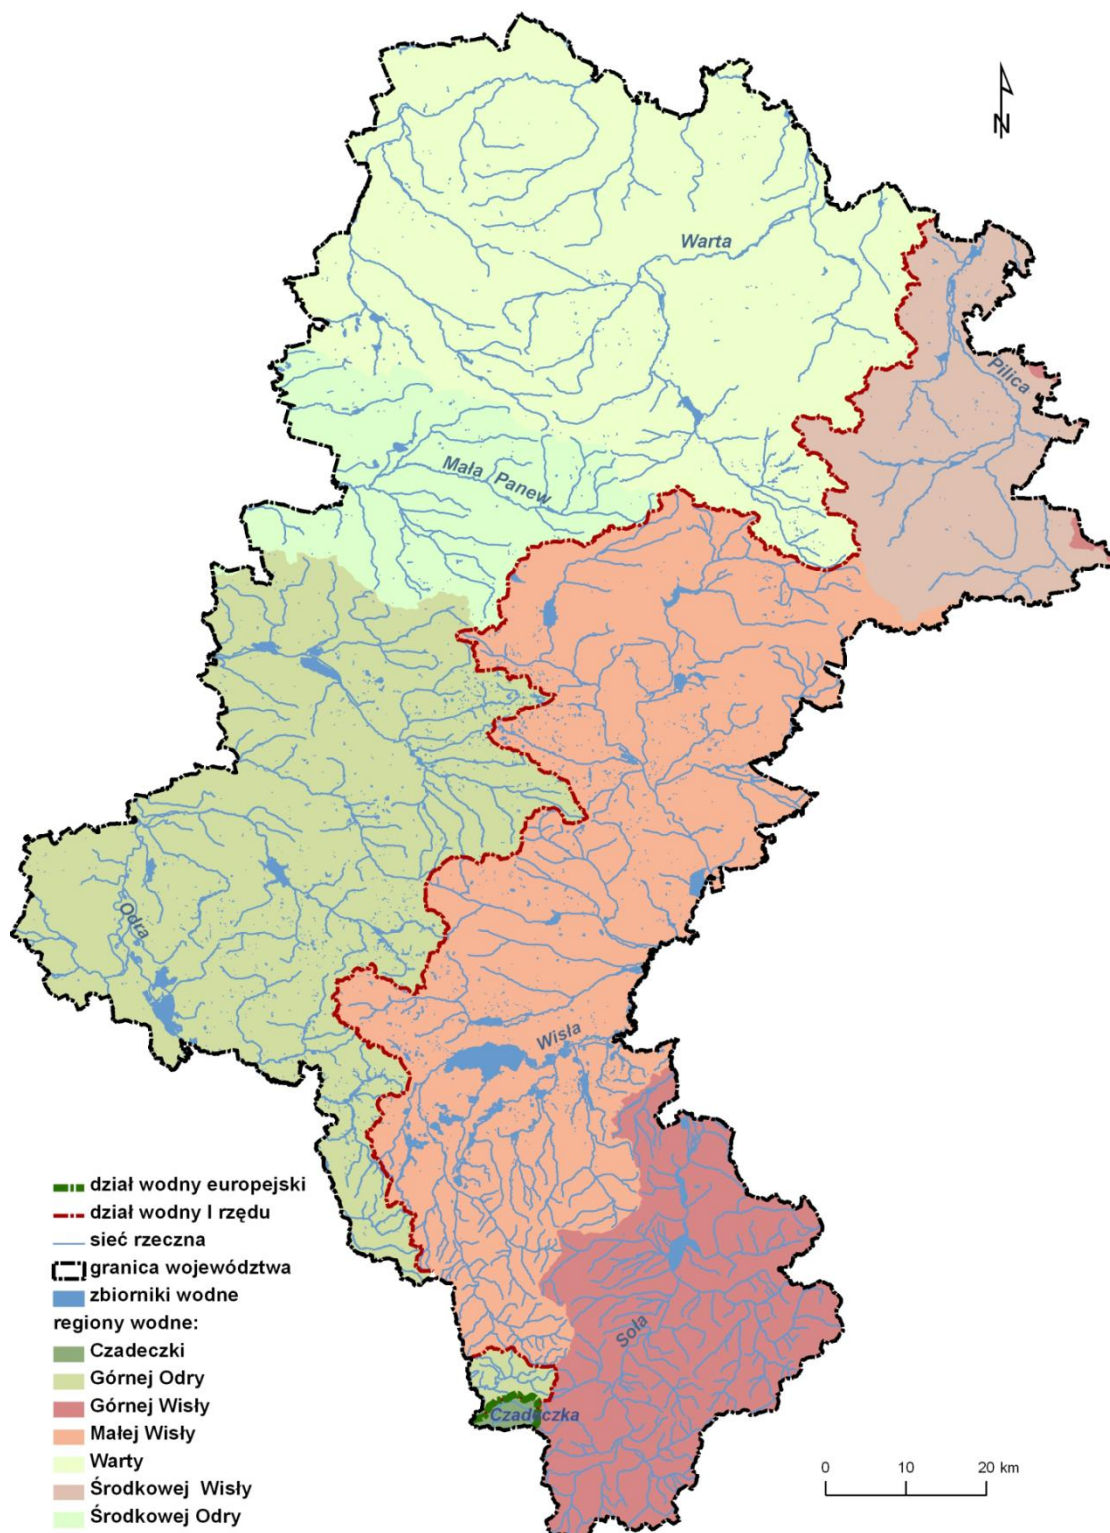 N
Warta
Pilica
Mała Panew
Odra
Wisła
Soła
Czadeczka
dział wodny europejski
dział wodny I rzędu
sieć rzeczna
granica województwa
zbiorniki wodne
regiony wodne:
Czadeczki
Górnej Odry
Górnej Wisły
Małej Wisły
Warty
Środkowej Wisły
Środkowej Odry
0 10 20 km